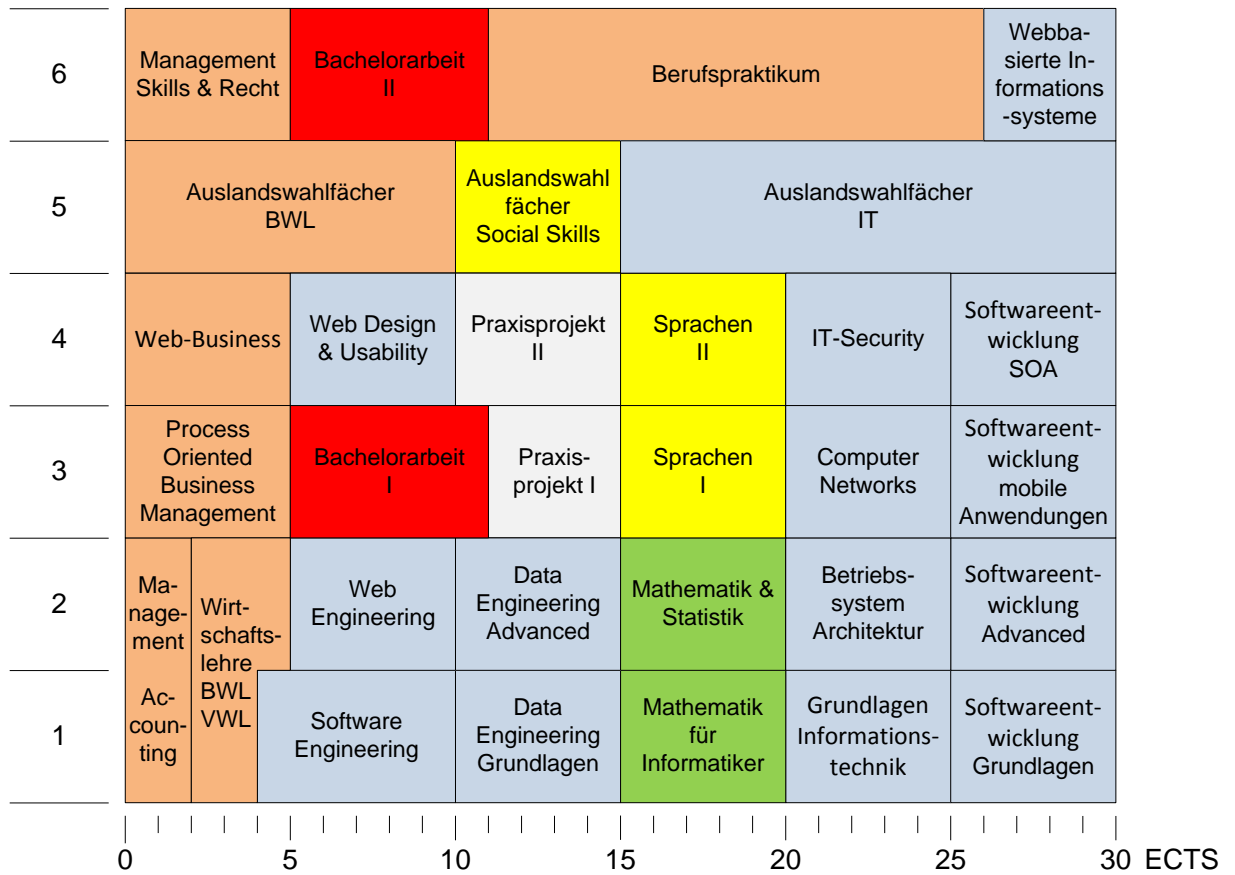 6
Management
Skills & Recht
Bachelorarbeit
II
Berufspraktikum
Webba-
sierte In-
formations
-systeme
5
Auslandswahlfächer
BWL
Auslandswahl
fächer
Social Skills
Auslandswahlfächer
IT
4
Web-Business
Web Design
& Usability
Praxisprojekt
II
Sprachen
II
IT-Security
Softwareent-
wicklung
SOA
3
Process
Oriented
Business
Management
Bachelorarbeit
I
Praxis-
projekt I
Sprachen
I
Computer
Networks
Softwareent-
wicklung
mobile
Anwendungen
2
Ma-
nage-
ment
Ac-
coun-
ting
Wirt-
schafts-
lehre
BWL
VWL
Web
Engineering
Data
Engineering
Advanced
Mathematik &
Statistik
Betriebs-
system
Architektur
Softwareent-
wicklung
Advanced
1
Software
Engineering
Data
Engineering
Grundlagen
Mathematik
für
Informatiker
Grundlagen
Informations-
technik
Softwareent-
wicklung
Grundlagen
0 5 10 15 20 25 30 ECTS